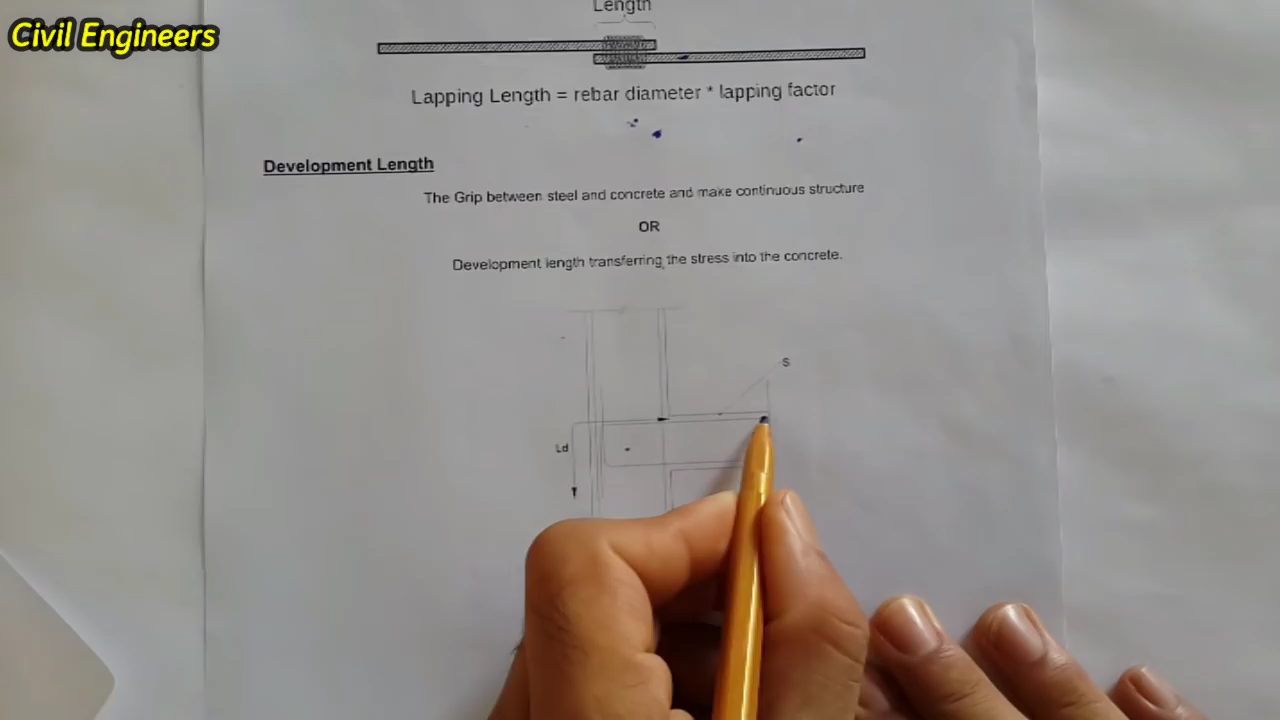 Civil Engineers
Length
Lapping Length = rebar diameter * lapping factor
Development Length
The Grip between steel and concrete and make continuous structure
OR
Development length transferring the stress into the concrete.
S
Ld